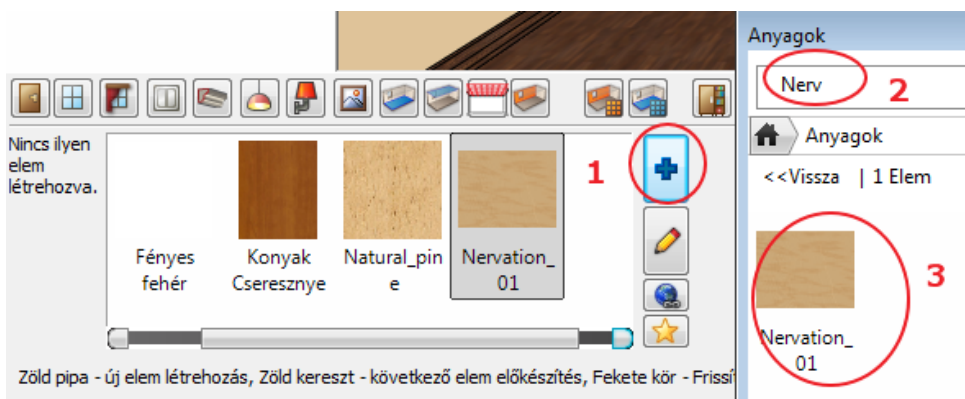 Anyagok
Nerv
2
Anyagok
<<Vissza | 1 Elem
Nincs ilyen
elem
létrehozva.
1
Fényes
fehér
Konyak
Cseresznye
Natural_pin
e
Nervation_
01
3
Nervation_
01
Zöld pipa - új elem létrehozás, Zöld kereszt - következő elem előkészítés, Fekete kör - Frissí